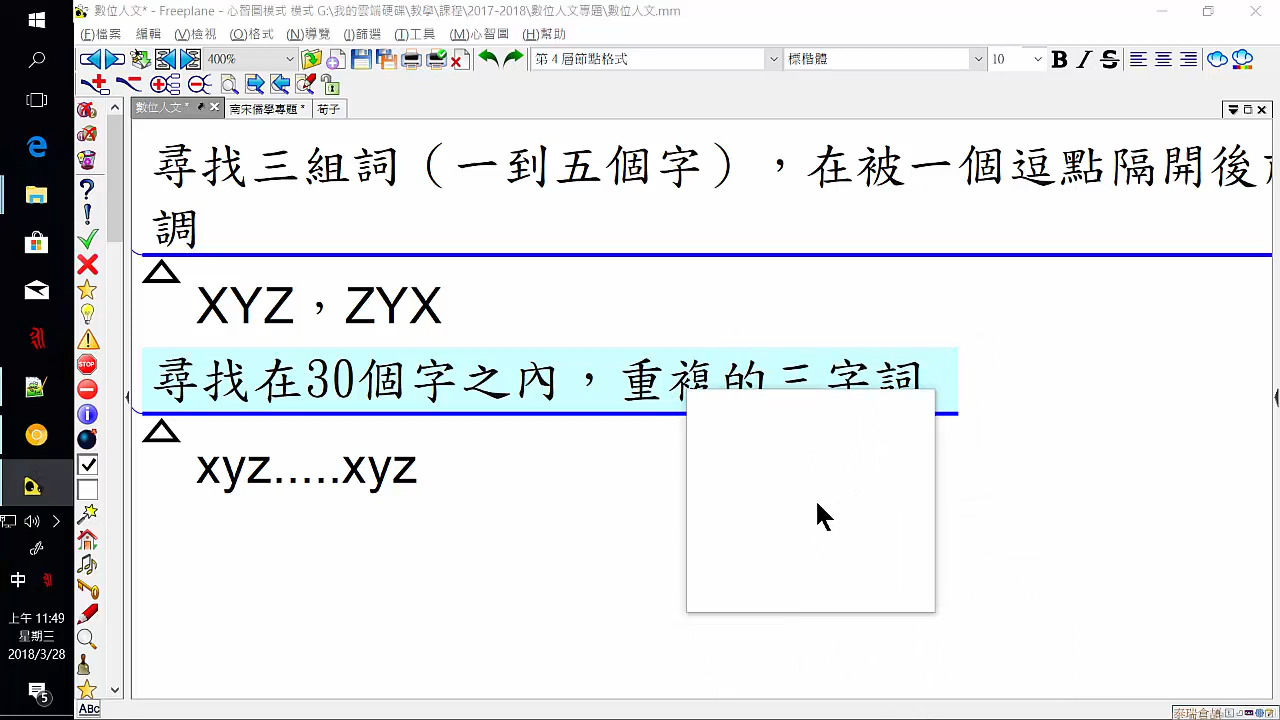 數位人文* - Freeplane - 心智圖模式 模式 G:\我的雲端硬碟\教學\課程\2017-2018\數位人文專題\數位人文.mm
(F)檔案 編輯 (V)檢視 (O)格式 (N)導覽 (I)篩選 (T)工具 (M)心智圖 (H)幫助
400% 第 4 層節點格式 標楷體 10 B I S
數位人文 * 南宋儒學專題 * 荀子
尋找三組詞（一到五個字），在被一個逗點隔開後
調
XYZ，ZYX
尋找在30個字之內，重複的三字詞
xyz.....xyz
STOP
中
上午 11:49
星期三
2018/3/28
5
ABc